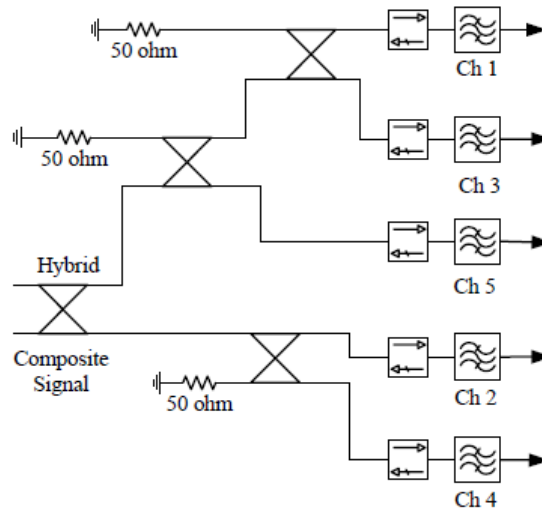 50 ohm
Ch 1
50 ohm
Ch 3
Hybrid
Ch 5
Composite
Signal
50 ohm
Ch 2
Ch 4